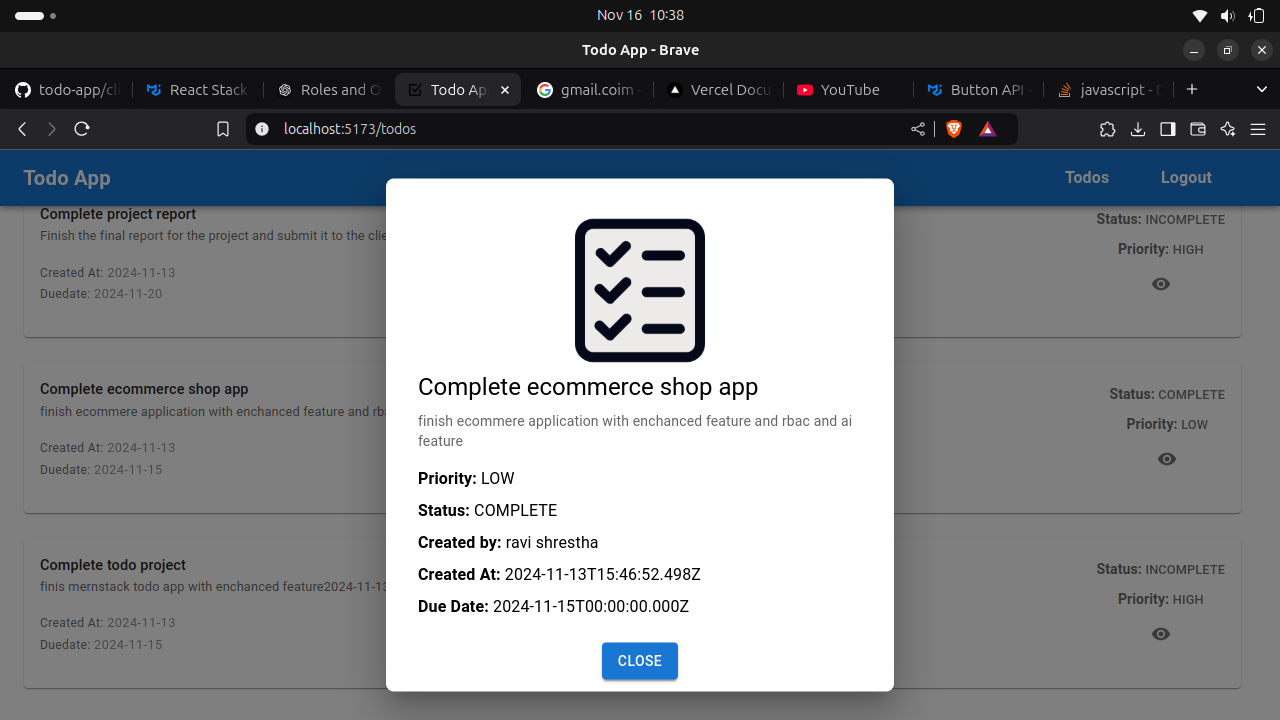 Nov 16 10:38
Todo App - Brave
todo-app/cli
React Stack
Roles and O
Todo Ap
gmail.coim -
Vercel Docu
YouTube
Button API -
javascript - D
localhost:5173/todos
Todo App
Todos
Logout
Complete project report
Finish the final report for the project and submit it to the clie
Created At: 2024-11-13
Duedate: 2024-11-20
Status: INCOMPLETE
Priority: HIGH
Complete ecommerce shop app
finish ecommere application with enchanced feature and rba
Created At: 2024-11-13
Duedate: 2024-11-15
Status: COMPLETE
Priority: LOW
Complete todo project
finis mernstack todo app with enchanced feature2024-11-13
Created At: 2024-11-13
Duedate: 2024-11-15
Status: INCOMPLETE
Priority: HIGH
Complete ecommerce shop app
finish ecommere application with enchanced feature and rbac and ai
feature
Priority: LOW
Status: COMPLETE
Created by: ravi shrestha
Created At: 2024-11-13T15:46:52.498Z
Due Date: 2024-11-15T00:00:00.000Z
CLOSE